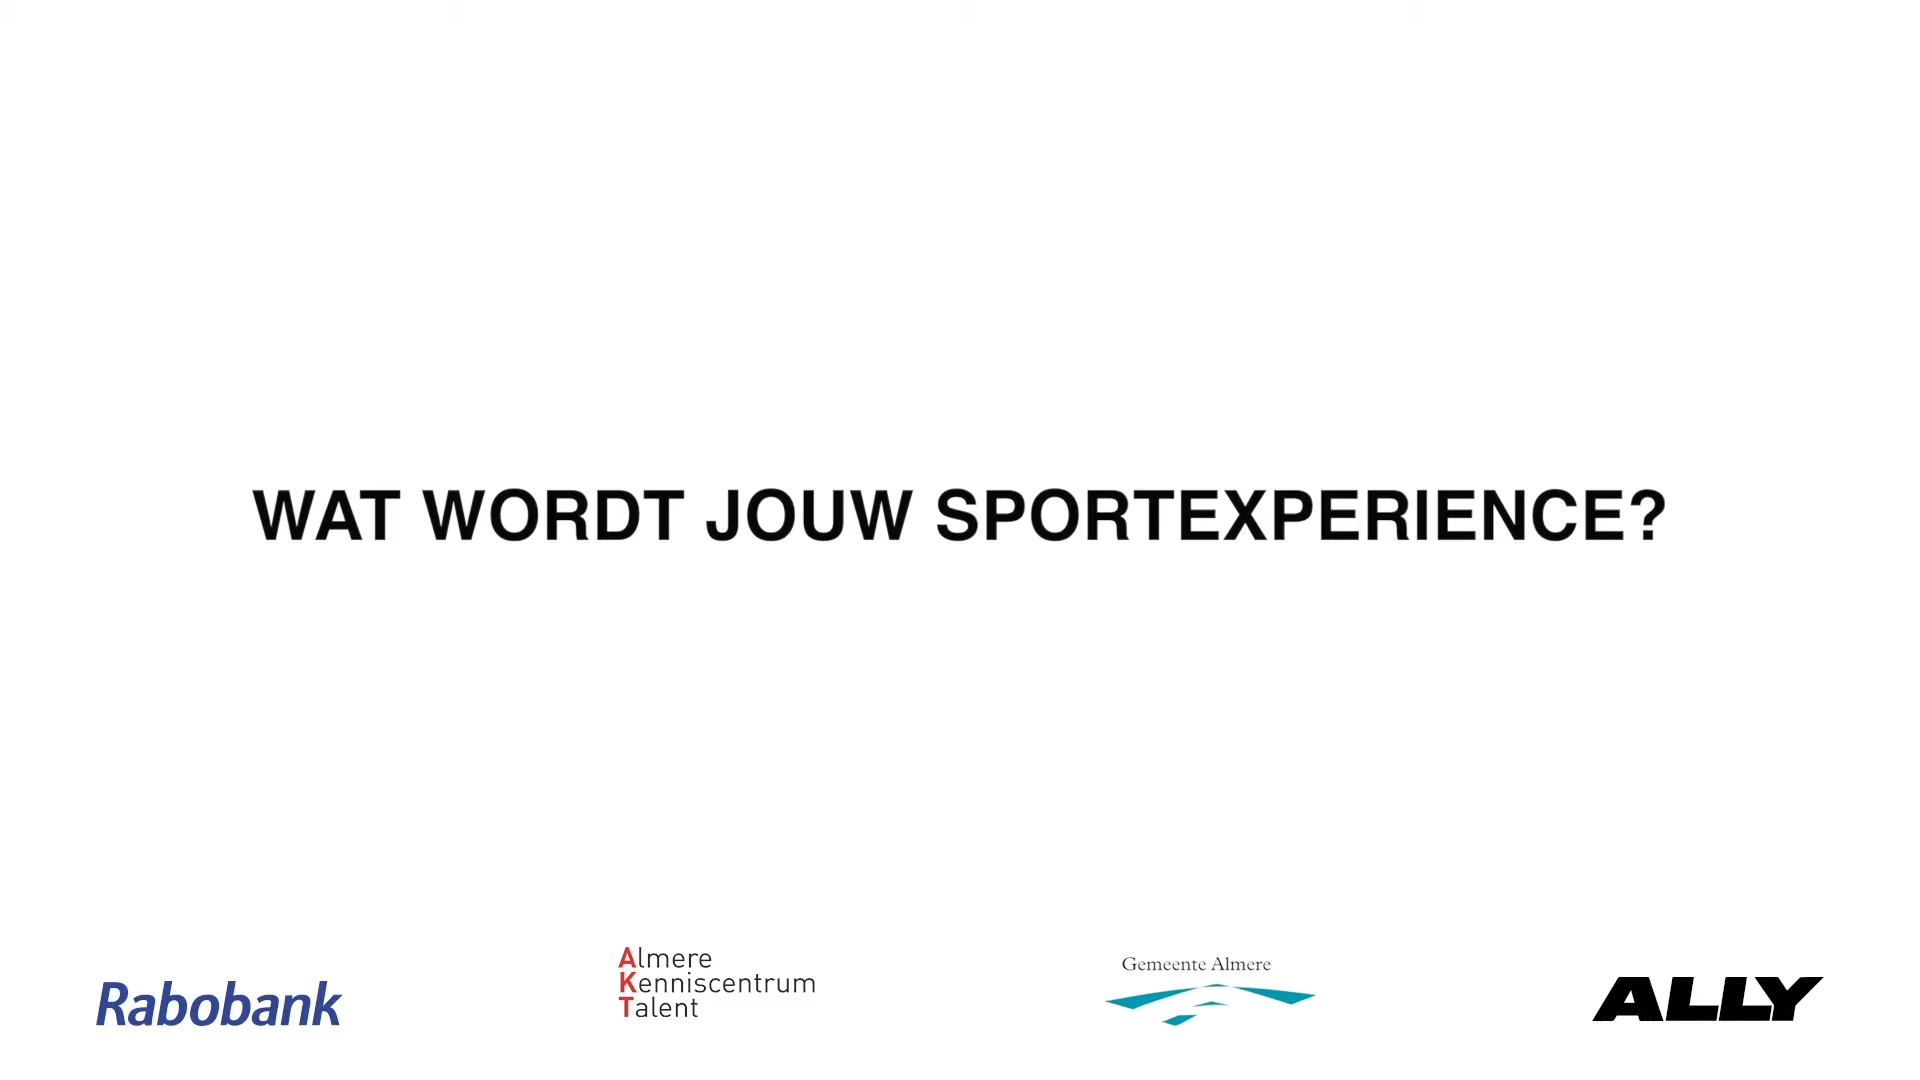 WAT WORDT JOUW SPORTEXPERIENCE?
Rabobank
Almere
Kenniscentrum
Talent
Gemeente Almere
ALLY